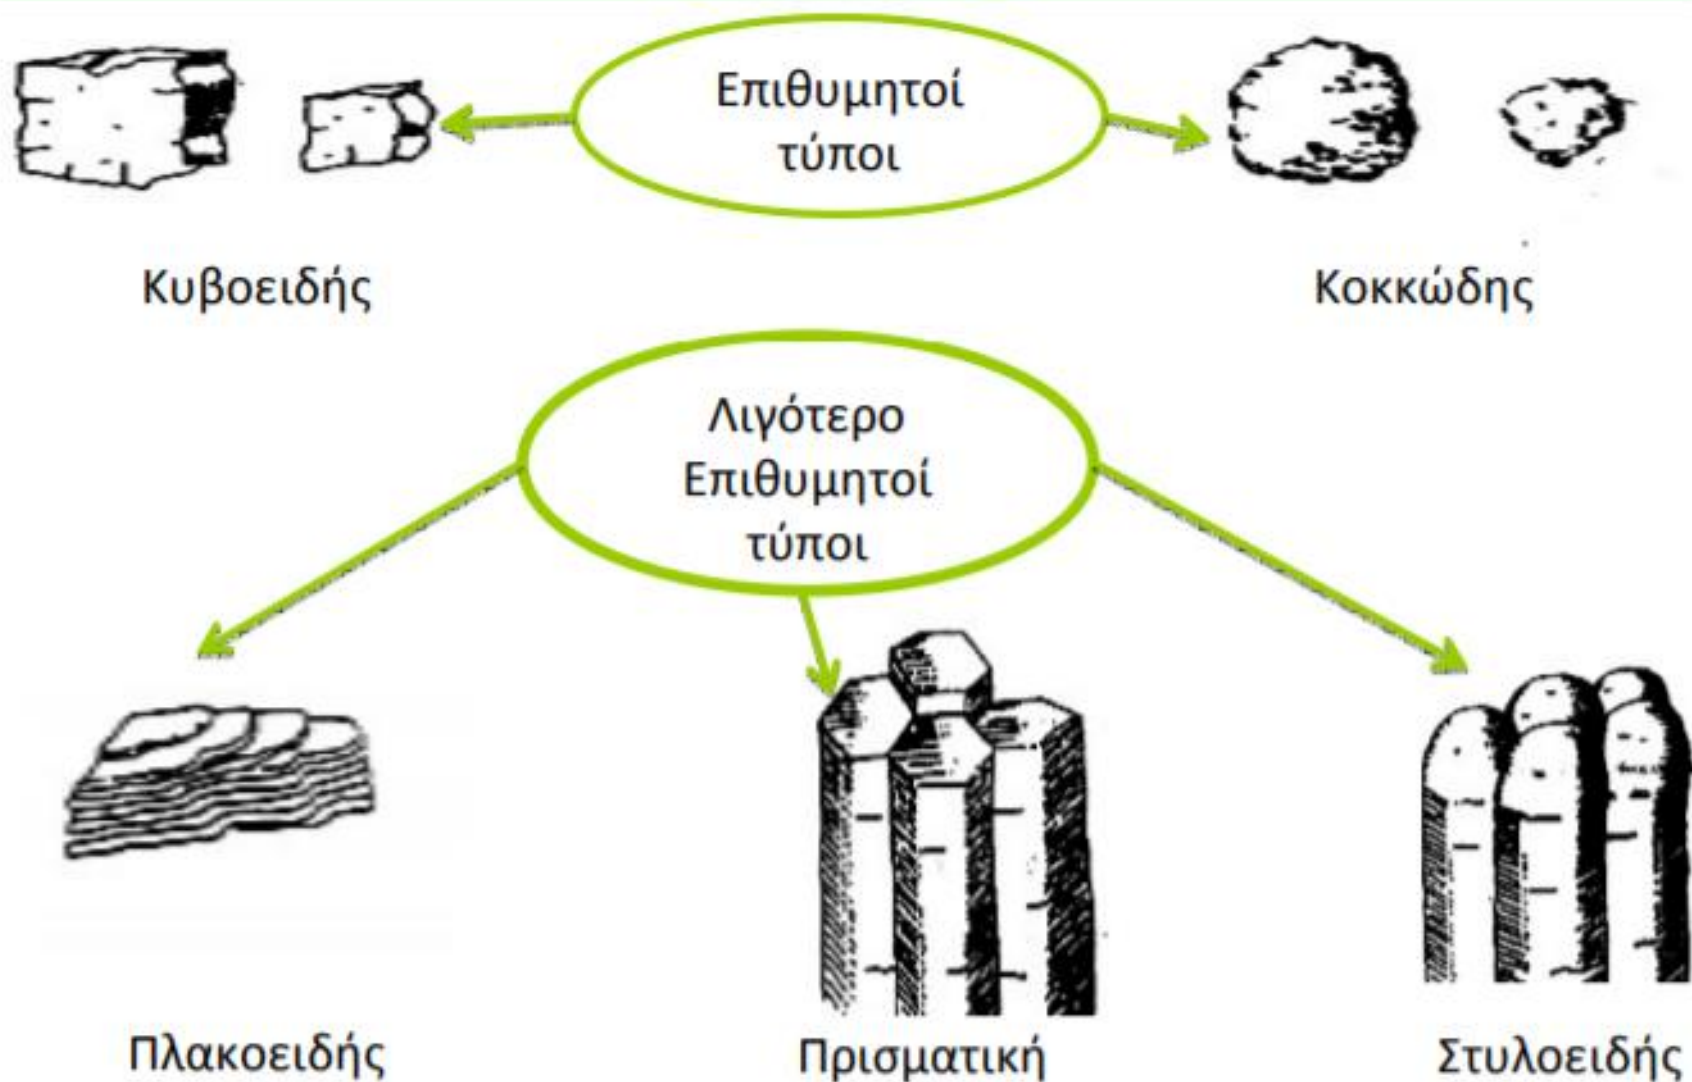 Επιθυμητοί
τύποι
Κυβοειδής
Κοκκώδης
Λιγότερο
Επιθυμητοί
τύποι
Πλακοειδής
Πρισματική
Στυλοειδής